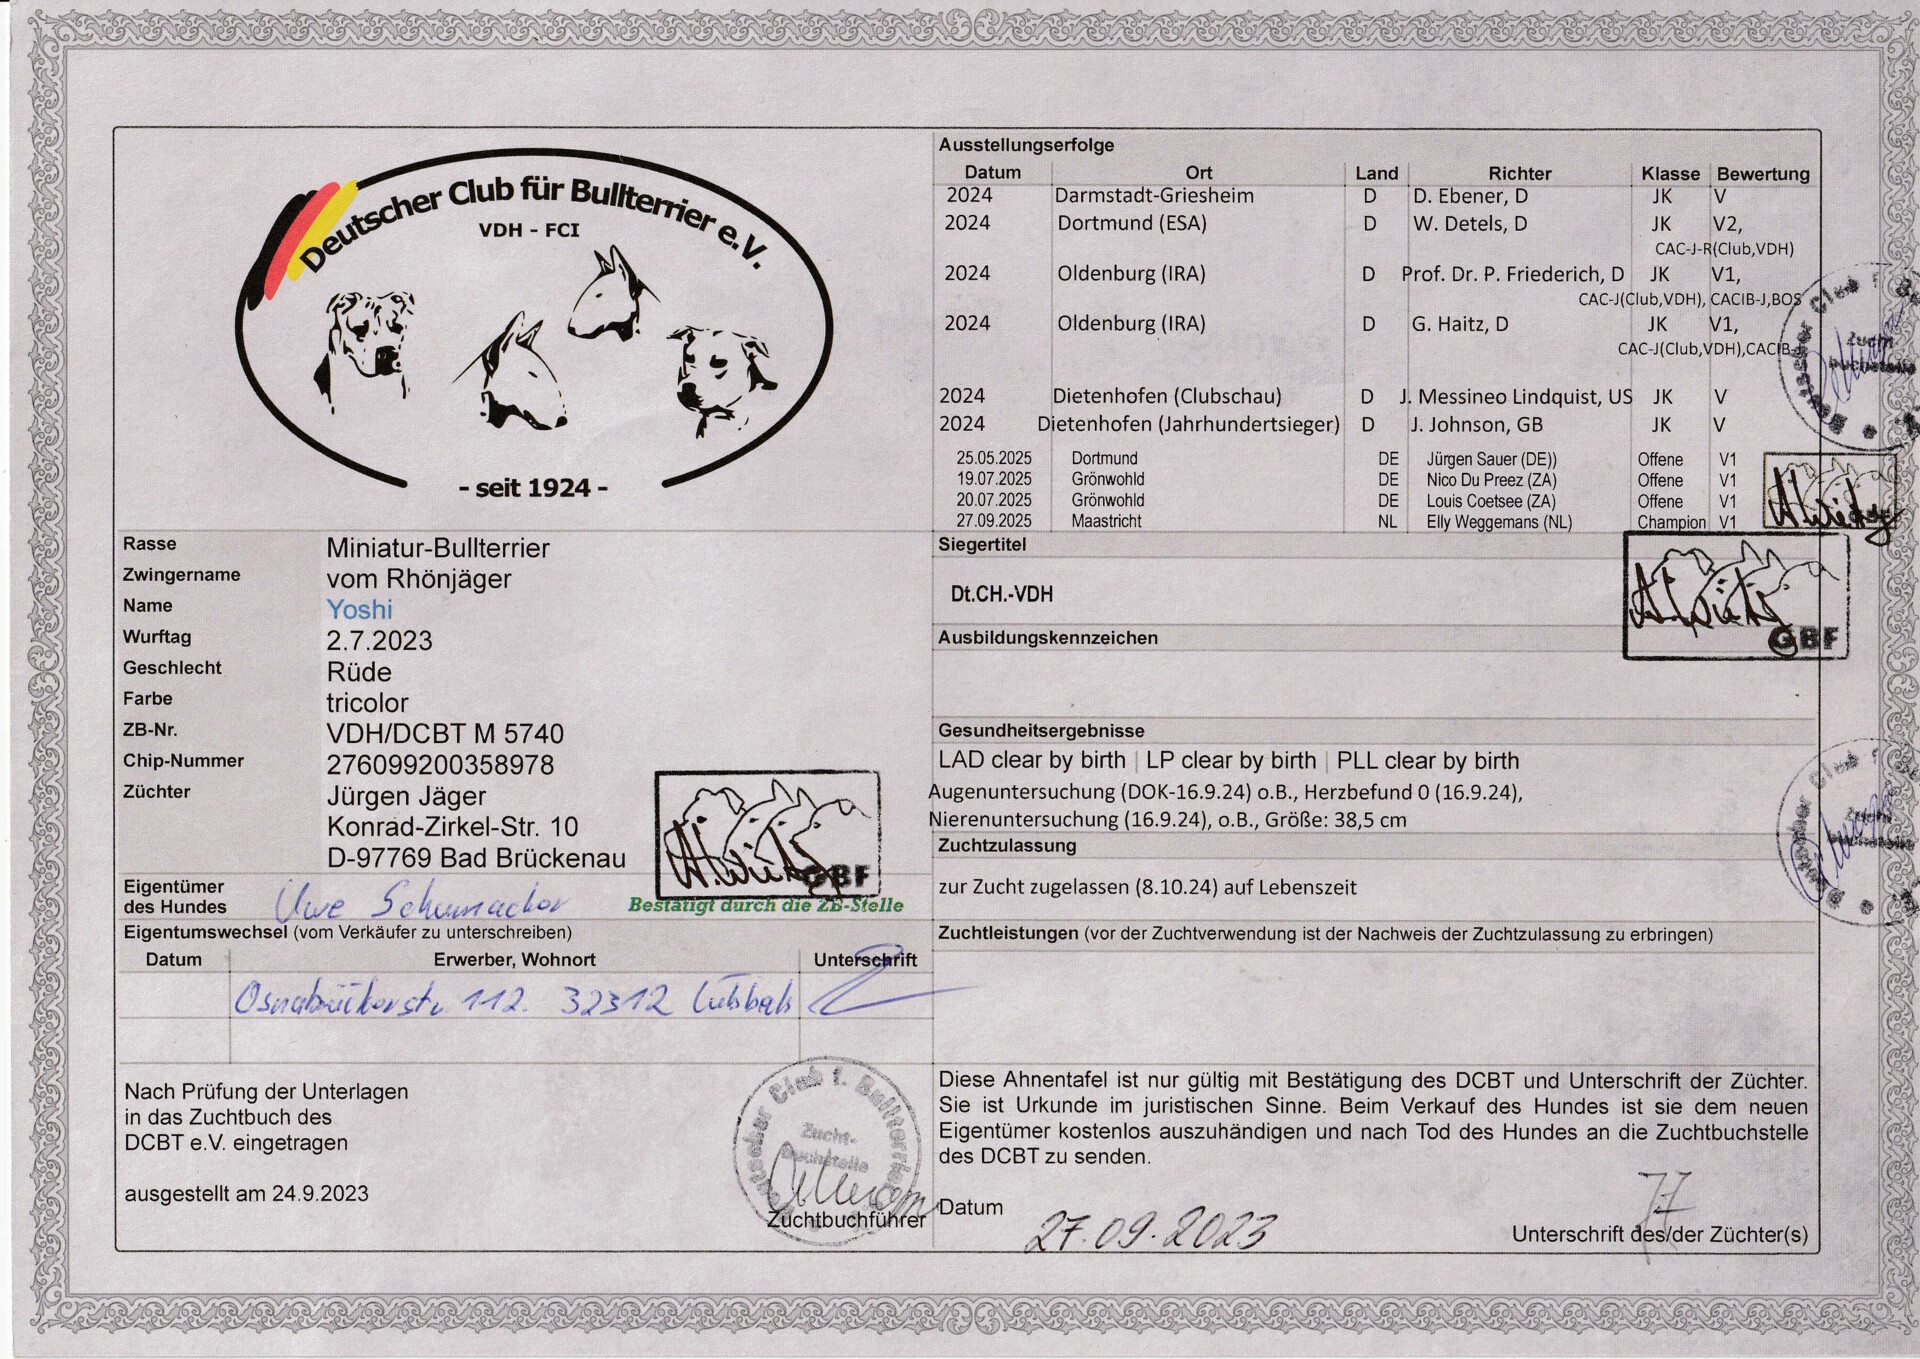 Deutscher Club für Bullterrier e.V.
VDH - FCI
- seit 1924 -
Ausstellungserfolge
Datum Ort Land Richter Klasse Bewertung
2024 Darmstadt-Griesheim D D. Ebener, D JK V
2024 Dortmund (ESA) D W. Detels, D JK V2,
CAC-J-R(Club,VDH)
2024 Oldenburg (IRA) D Prof. Dr. P. Friederich, D JK V1,
CAC-J(Club,VDH), CACIB-J,BOS
2024 Oldenburg (IRA) D G. Haitz, D JK V1,
CAC-J(Club,VDH),CACIB-
2024 Dietenhofen (Clubschau) D J. Messineo Lindquist, US JK V
2024 Dietenhofen (Jahrhundertsieger) D J. Johnson, GB JK V
25.05.2025 Dortmund DE Jürgen Sauer (DE)) Offene V1
19.07.2025 Grönwohld DE Nico Du Preez (ZA) Offene V1
20.07.2025 Grönwohld DE Louis Coetsee (ZA) Offene V1
27.09.2025 Maastricht NL Elly Weggemans (NL) Champion V1
Rasse Miniatur-Bullterrier
Zwingername vom Rhönjäger
Name Yoshi
Wurftag 2.7.2023
Geschlecht Rüde
Farbe tricolor
ZB-Nr. VDH/DCBT M 5740
Chip-Nummer 276099200358978
Züchter Jürgen Jäger
Konrad-Zirkel-Str. 10
D-97769 Bad Brückenau
GBF
Eigentümer
des Hundes Uwe Schumacher
Bestätigt durch die ZB-Stelle
Eigentumswechsel (vom Verkäufer zu unterschreiben)
Datum Erwerber, Wohnort Unterschrift
Osnabrückerstr. 112. 32312
Nach Prüfung der Unterlagen
in das Zuchtbuch des
DCBT e.V. eingetragen
ausgestellt am 24.9.2023
Deutscher Club f. Bullterrier
Zucht-
buchstelle
Zuchtbuchführer
Siegertitel
Dt.CH.-VDH
GBF
Ausbildungskennzeichen
Gesundheitsergebnisse
LAD clear by birth | LP clear by birth | PLL clear by birth
Augenuntersuchung (DOK-16.9.24) o.B., Herzbefund 0 (16.9.24),
Nierenuntersuchung (16.9.24), o.B., Größe: 38,5 cm
Zuchtzulassung
zur Zucht zugelassen (8.10.24) auf Lebenszeit
Zuchtleistungen (vor der Zuchtverwendung ist der Nachweis der Zuchtzulassung zu erbringen)
Diese Ahnentafel ist nur gültig mit Bestätigung des DCBT und Unterschrift der Züchter.
Sie ist Urkunde im juristischen Sinne. Beim Verkauf des Hundes ist sie dem neuen
Eigentümer kostenlos auszuhändigen und nach Tod des Hundes an die Zuchtbuchstelle
des DCBT zu senden.
Datum 27.09.2023
Unterschrift des/der Züchter(s)